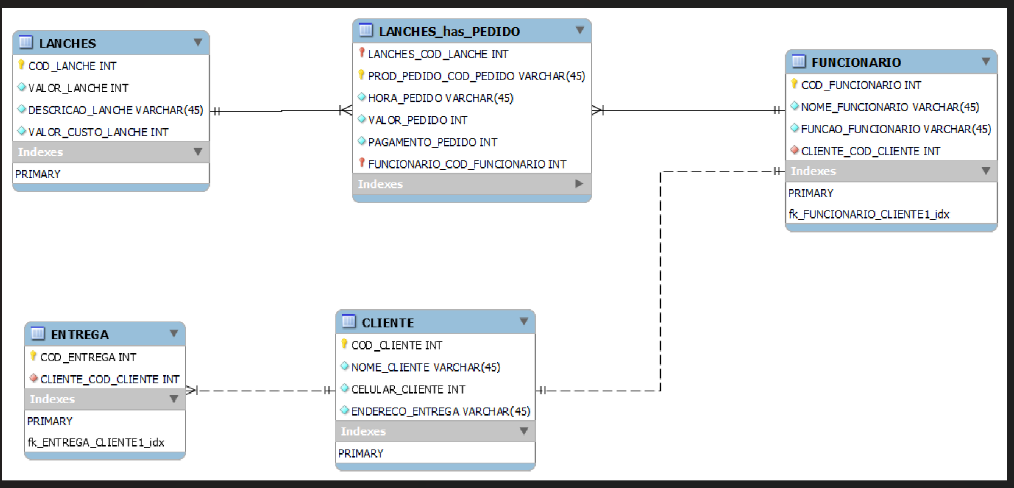 LANCHES
COD_LANCHE INT
VALOR_LANCHE INT
DESCRICAO_LANCHE VARCHAR(45)
VALOR_CUSTO_LANCHE INT
Indexes
PRIMARY
LANCHES_has_PEDIDO
LANCHES_COD_LANCHE INT
PROD_PEDIDO_COD_PEDIDO VARCHAR(45)
HORA_PEDIDO VARCHAR(45)
VALOR_PEDIDO INT
PAGAMENTO_PEDIDO INT
FUNCIONARIO_COD_FUNCIONARIO INT
Indexes
FUNCIONARIO
COD_FUNCIONARIO INT
NOME_FUNCIONARIO VARCHAR(45)
FUNCAO_FUNCIONARIO VARCHAR(45)
CLIENTE_COD_CLIENTE INT
Indexes
PRIMARY
fk_FUNCIONARIO_CLIENTE1_idx
ENTREGA
COD_ENTREGA INT
CLIENTE_COD_CLIENTE INT
Indexes
PRIMARY
fk_ENTREGA_CLIENTE1_idx
CLIENTE
COD_CLIENTE INT
NOME_CLIENTE VARCHAR(45)
CELULAR_CLIENTE INT
ENDERECO_ENTREGA VARCHAR(45)
Indexes
PRIMARY